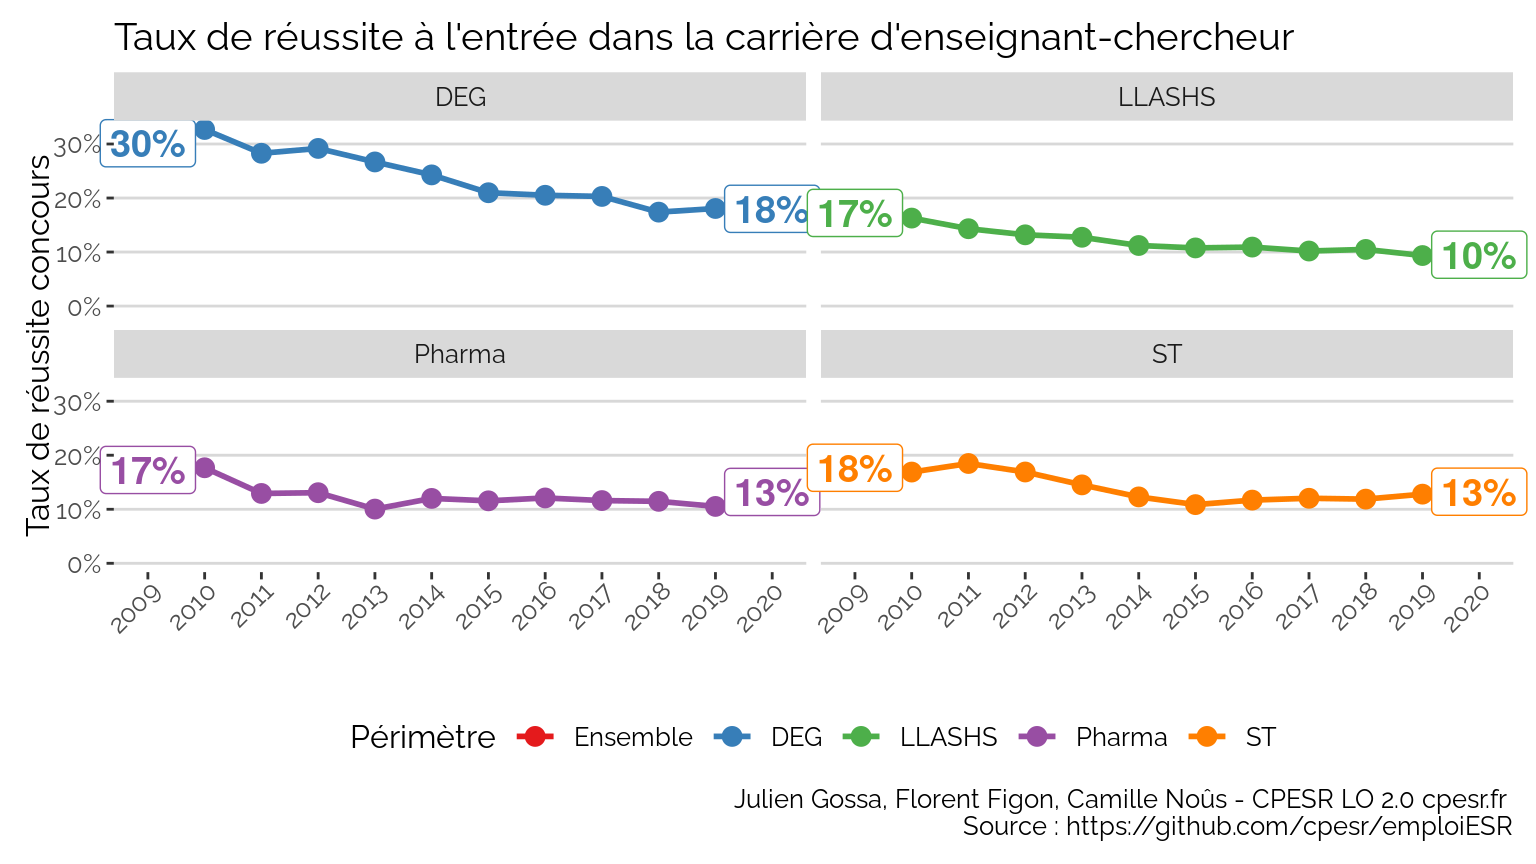 Taux de réussite à l'entrée dans la carrière d'enseignant-chercheur
Taux de réussite concours
DEG
30%
20%
10%
0%
30%
18%
LLASHS
17%
10%
Pharma
30%
20%
10%
0%
17%
13%
ST
18%
13%
2009 2010 2011 2012 2013 2014 2015 2016 2017 2018 2019 2020
2009 2010 2011 2012 2013 2014 2015 2016 2017 2018 2019 2020
Périmètre Ensemble DEG LLASHS Pharma ST
Julien Gossa, Florent Figon, Camille Noûs - CPESR LO 2.0 cpesr.fr
Source : https://github.com/cpesr/emploiESR